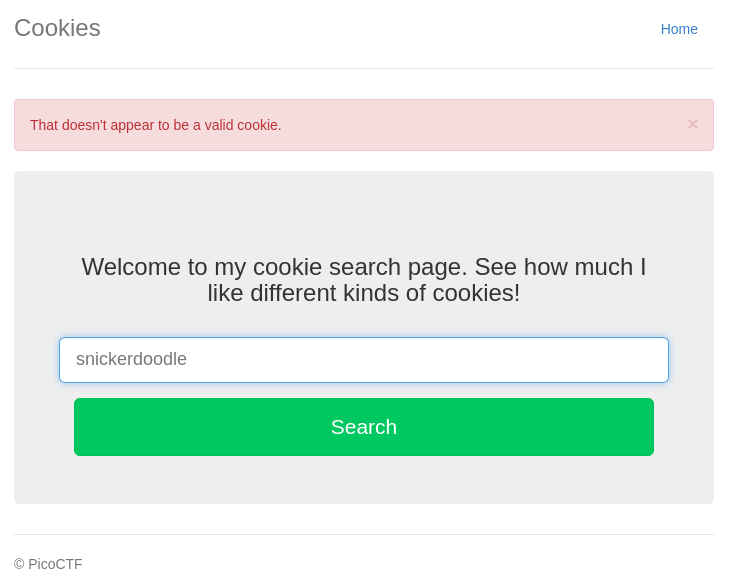 Cookies
Home
That doesn't appear to be a valid cookie.
×
Welcome to my cookie search page. See how much I
like different kinds of cookies!
snickerdoodle
Search
© PicoCTF